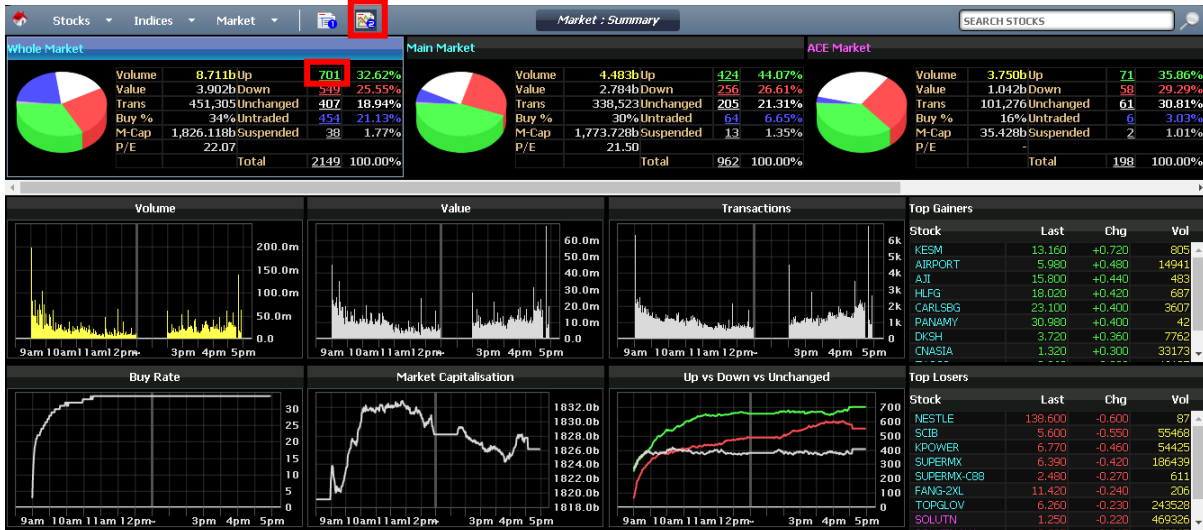 Stocks Indices Market 1 2 Market : Summary SEARCH STOCKS
Whole Market
Volume 8.711b Up 701 32.62%
Value 3.902b Down 549 25.55%
Trans 451,305 Unchanged 407 18.94%
Buy % 34% Untraded 454 21.13%
M-Cap 1,826.118b Suspended 38 1.77%
P/E 22.07
Total 2149 100.00%
Main Market
Volume 4.483b Up 424 44.07%
Value 2.784b Down 256 26.61%
Trans 338,523 Unchanged 205 21.31%
Buy % 30% Untraded 64 6.65%
M-Cap 1,773.728b Suspended 13 1.35%
P/E 21.50
Total 962 100.00%
ACE Market
Volume 3.750b Up 71 35.86%
Value 1.042b Down 58 29.29%
Trans 101,276 Unchanged 61 30.81%
Buy % 16% Untraded 6 3.03%
M-Cap 35.428b Suspended 2 1.01%
P/E -
Total 198 100.00%
Volume
200.0m
150.0m
100.0m
50.0m
0.0
9am 10am 11am 12pm- 3pm 4pm 5pm
Value
60.0m
50.0m
40.0m
30.0m
20.0m
10.0m
0.0
9am 10am 11am 12pm- 3pm 4pm 5pm
Transactions
6k
5k
4k
3k
2k
1k
0
9am 10am 11am 12pm- 3pm 4pm 5pm
Top Gainers
Stock Last Chg Vol
KESM 13.160 +0.720 805
AIRPORT 5.980 +0.480 14941
AJI 15.800 +0.440 483
HLFG 18.020 +0.420 687
CARLSBG 23.100 +0.400 3607
PANAMY 30.980 +0.400 42
DKSH 3.720 +0.360 7762
CNASIA 1.320 +0.300 33173
Buy Rate
30
25
20
15
10
5
0
9am 10am 11am 12pm- 3pm 4pm 5pm
Market Capitalisation
1832.0b
1830.0b
1828.0b
1826.0b
1824.0b
1822.0b
1820.0b
1818.0b
9am 10am 11am 12pm- 3pm 4pm 5pm
Up vs Down vs Unchanged
700
600
500
400
300
200
100
9am 10am 11am 12pm- 3pm 4pm 5pm
Top Losers
Stock Last Chg Vol
NESTLE 138.600 -0.600 87
SCIB 5.600 -0.550 55468
KPOWER 6.770 -0.460 54425
SUPERMX 6.390 -0.420 186439
SUPERMX-C88 2.480 -0.270 611
FANG-2XL 11.420 -0.240 206
TOPGLOV 6.260 -0.230 243528
SOLUTN 1.250 -0.220 469326